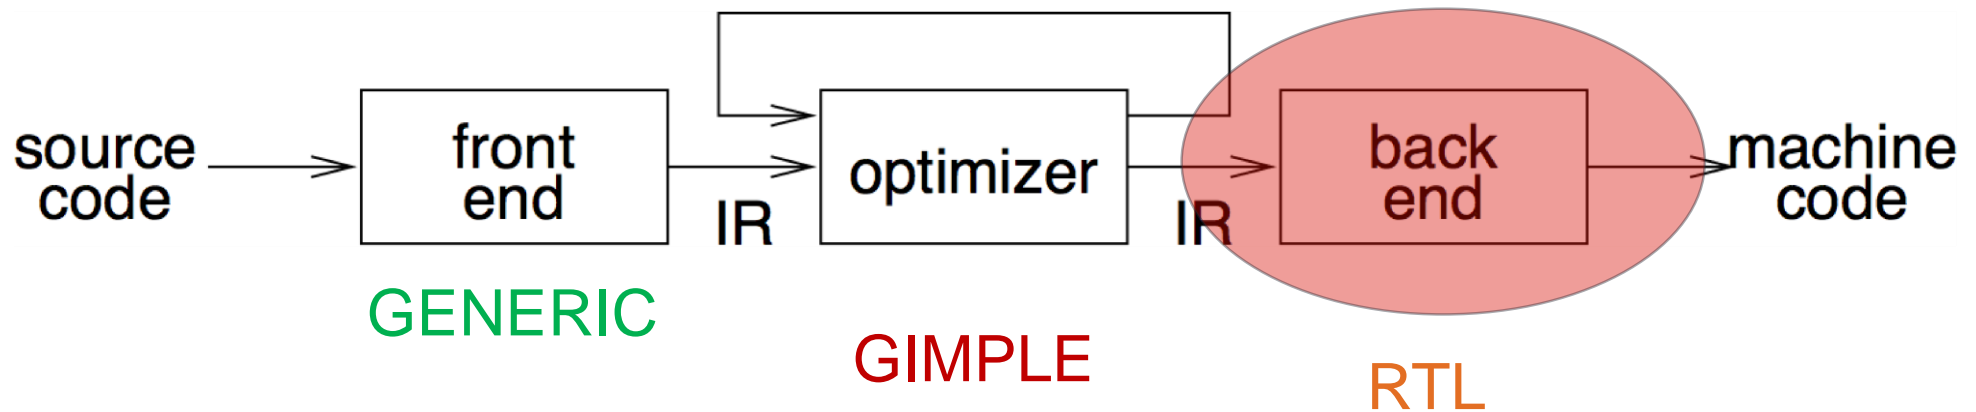 source
code
front
end
IR
optimizer
IR
back
end
machine
code
GENERIC
GIMPLE
RTL